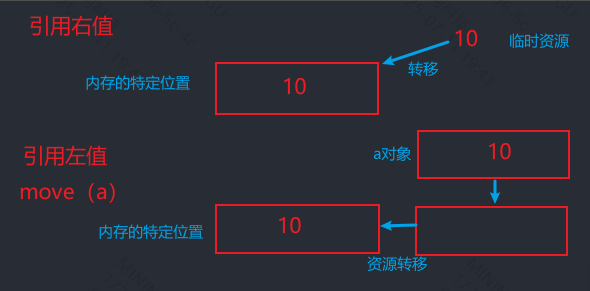 引用右值
10 临时资源
转移
内存的特定位置 10
引用左值
a对象 10
move（a）
内存的特定位置 10
资源转移